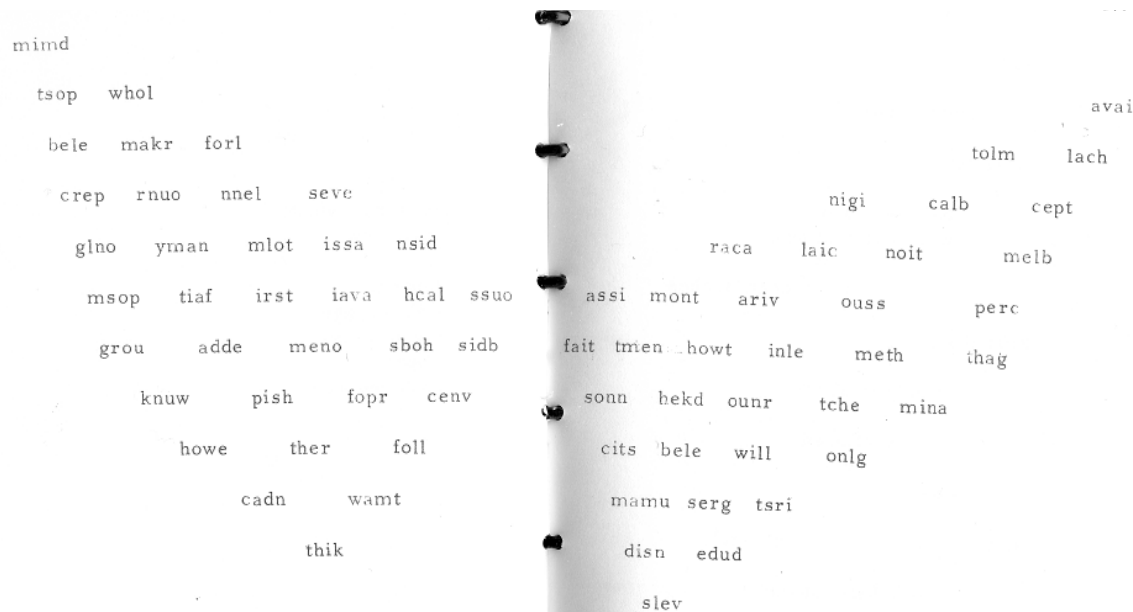 mimd
tsop whol
bele makr forl
crep rnuo nnel seve
glno yman mlot issa nsid
msop tiaf irst iava hcal ssuo
grou adde meno sboh sidb
knuw pish fopr cenv
howe ther foll
cadn wamt
thik
avai
tolm lach
nigi calb cept
raca laic noit melb
assi mont ariv ouss perc
fait tmen howt inle meth thag
sonn hekd ounr tche mina
cits bele will onlg
mamu serg tsri
disn edud
slev